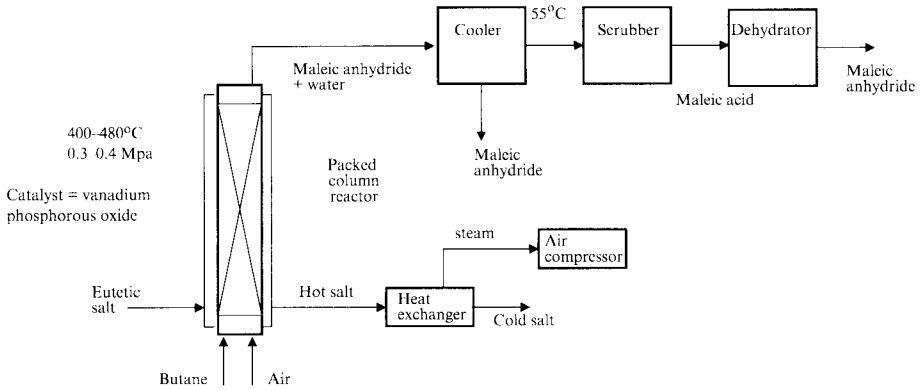 55°C
Cooler
Scrubber
Dehydrator
Maleic anhydride
+ water
Maleic
anhydride
Maleic acid
400–480°C
0.3 0.4 Mpa
Packed
column
reactor
Maleic
anhydride
Catalyst = vanadium
phosphorous oxide
steam
Air
compressor
Eutetic
salt
Hot salt
Heat
exchanger
Cold salt
Butane
Air